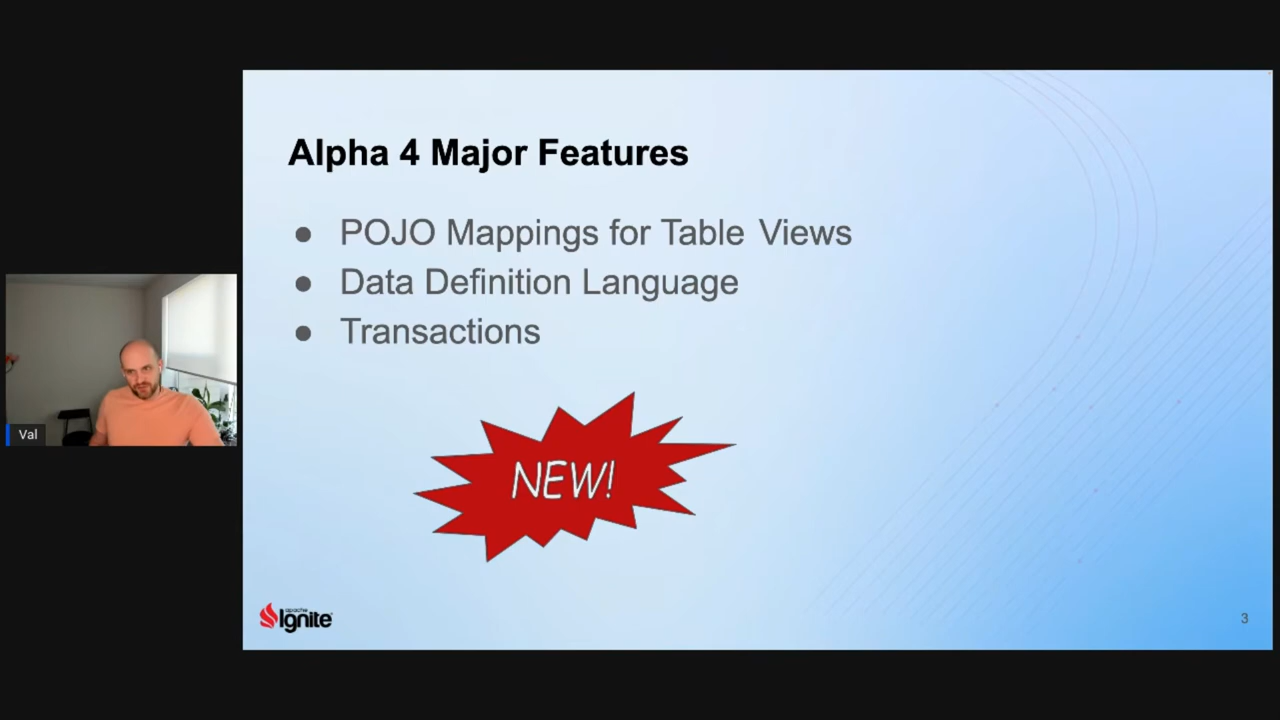 Alpha 4 Major Features
● POJO Mappings for Table Views
● Data Definition Language
● Transactions
Val
NEW!
APACHE
Ignite
3